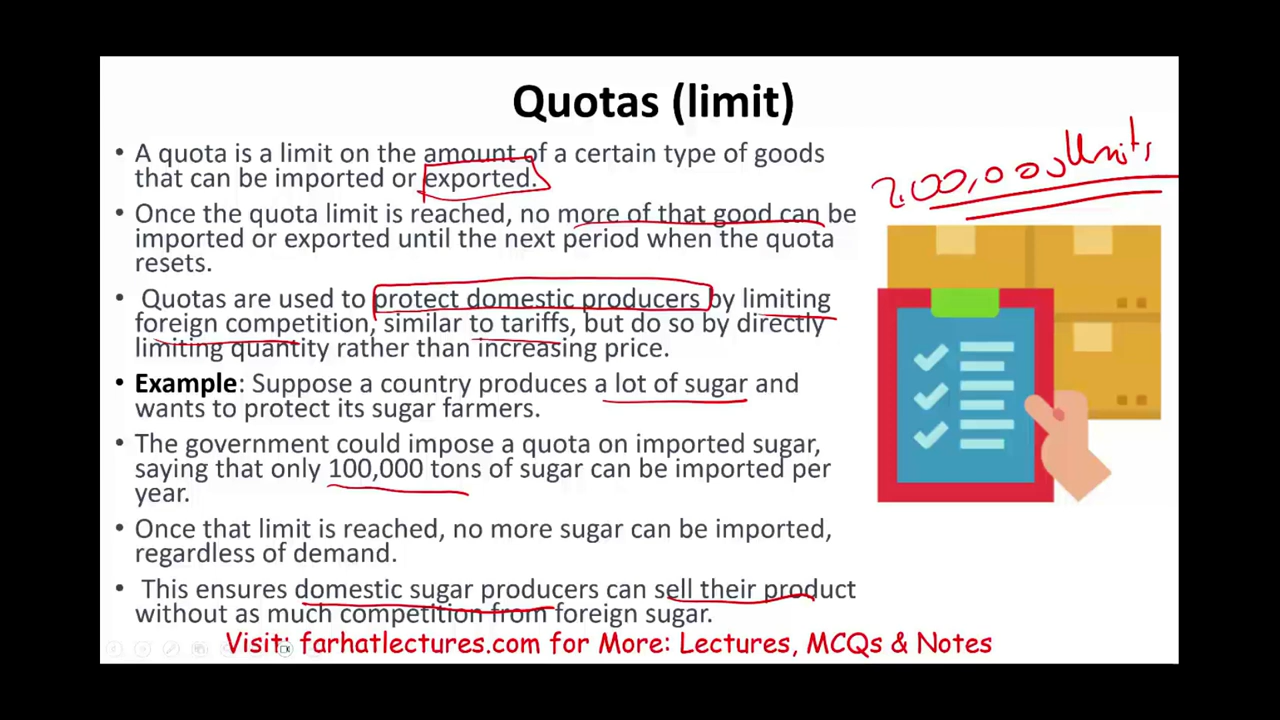 Quotas (limit)
• A quota is a limit on the amount of a certain type of goods
that can be imported or exported.
• Once the quota limit is reached, no more of that good can be
imported or exported until the next period when the quota
resets.
• Quotas are used to protect domestic producers by limiting
foreign competition, similar to tariffs, but do so by directly
limiting quantity rather than increasing price.
• Example: Suppose a country produces a lot of sugar and
wants to protect its sugar farmers.
• The government could impose a quota on imported sugar,
saying that only 100,000 tons of sugar can be imported per
year.
• Once that limit is reached, no more sugar can be imported,
regardless of demand.
• This ensures domestic sugar producers can sell their product
without as much competition from foreign sugar.
200,000 Units
Visit: farhatlectures.com for More: Lectures, MCQs & Notes